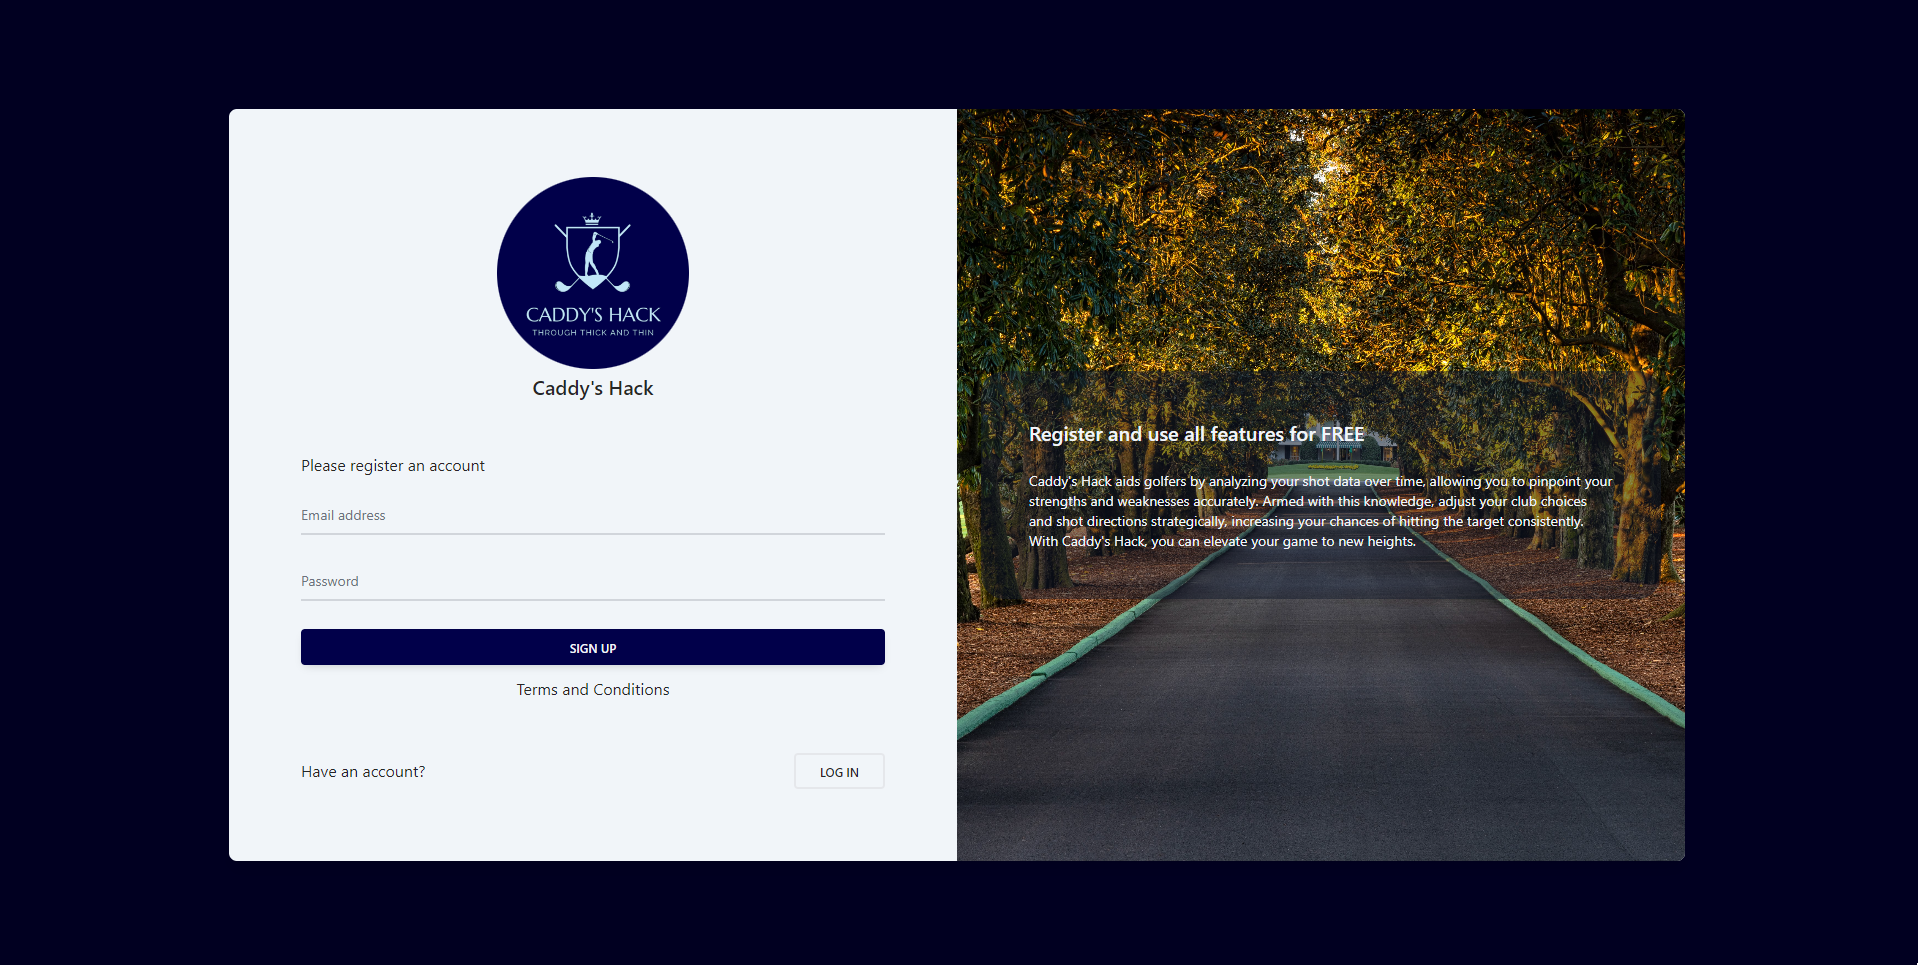 CADDY'S HACK
THROUGH THICK AND THIN
Caddy's Hack
Please register an account
Email address
Password
SIGN UP
Terms and Conditions
Have an account?
LOG IN
Register and use all features for FREE
Caddy's Hack aids golfers by analyzing your shot data over time, allowing you to pinpoint your
strengths and weaknesses accurately. Armed with this knowledge, adjust your club choices
and shot directions strategically, increasing your chances of hitting the target consistently.
With Caddy's Hack, you can elevate your game to new heights.